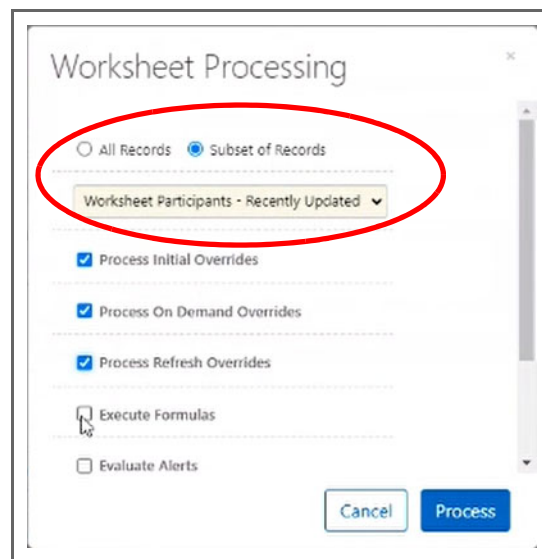 Worksheet Processing
All Records Subset of Records
Worksheet Participants - Recently Updated
Process Initial Overrides
Process On Demand Overrides
Process Refresh Overrides
Execute Formulas
Evaluate Alerts
Cancel Process